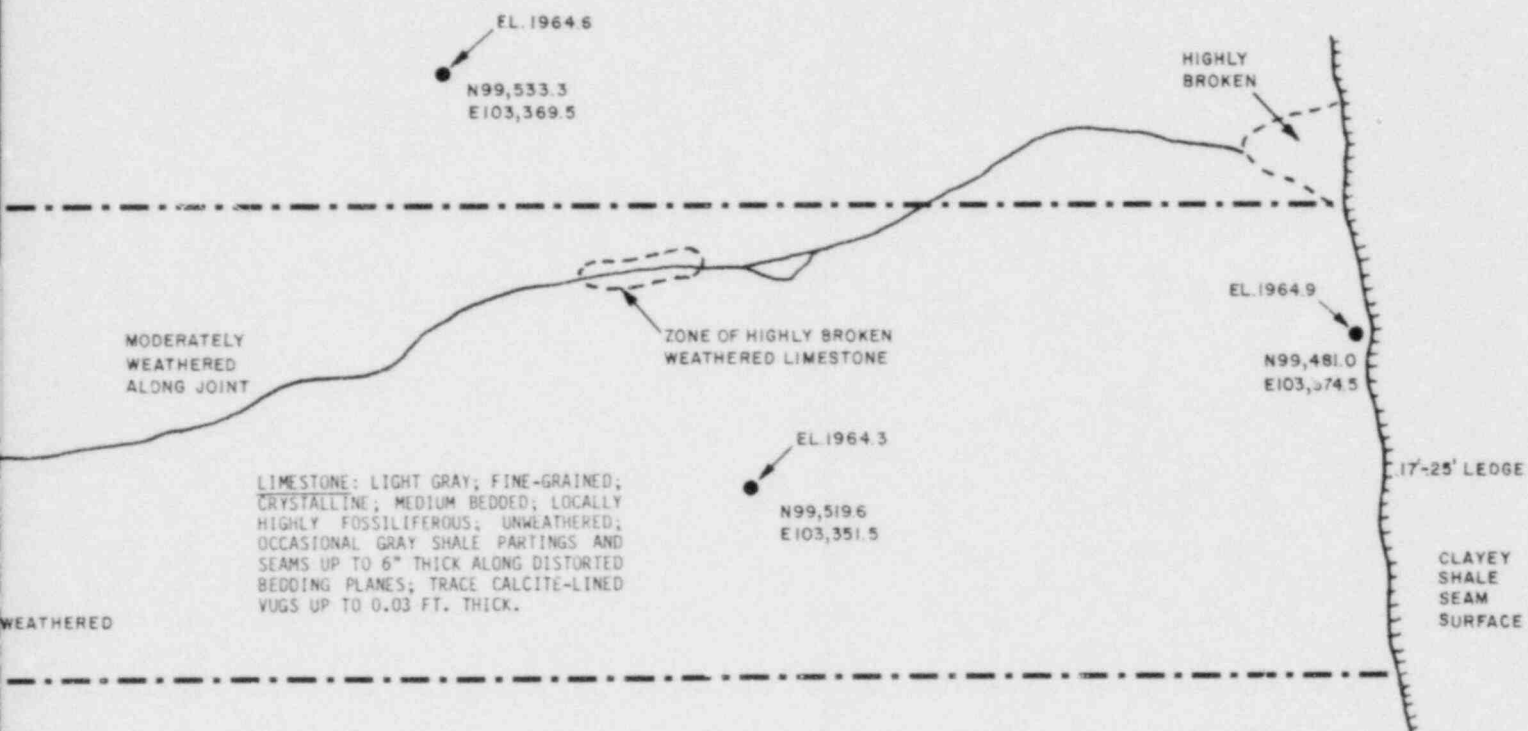 EL. 1964.6
N99,533.3
E103,369.5
HIGHLY
BROKEN
MODERATELY
WEATHERED
ALONG JOINT
ZONE OF HIGHLY BROKEN
WEATHERED LIMESTONE
EL. 1964.9
N99,481.0
EL. 1964.3
N99,519.6
E103,351.5
LIMESTONE: LIGHT GRAY; FINE-GRAINED;
CRYSTALLINE; MEDIUM BEDDED; LOCALLY
HIGHLY FOSSILIFEROUS; UNWEATHERED;
OCCASIONAL GRAY SHALE PARTINGS AND
SEAMS UP TO 6" THICK ALONG DISTORTED
BEDDING PLANES; TRACE CALCITE-LINED
VUGS UP TO 0.03 FT. THICK.
.17'-.25' LEDGE
CLAYEY
SHALE
SEAM
SURFACE
WEATHERED